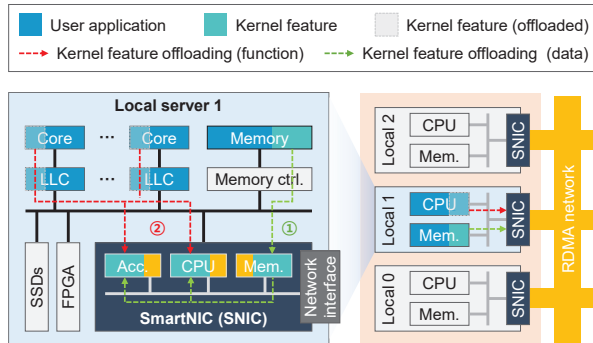 User application
Kernel feature
Kernel feature (offloaded)
Kernel feature offloading (function)
Kernel feature offloading (data)
Local server 1
Core
...
Core
Memory
LLC
...
LLC
Memory ctrl.
②
①
SSDs
FPGA
Acc.
CPU
Mem.
SmartNIC (SNIC)
Network
interface
Local 2
CPU
Mem.
SNIC
Local 1
CPU
Mem.
SNIC
Local 0
CPU
Mem.
SNIC
RDMA network